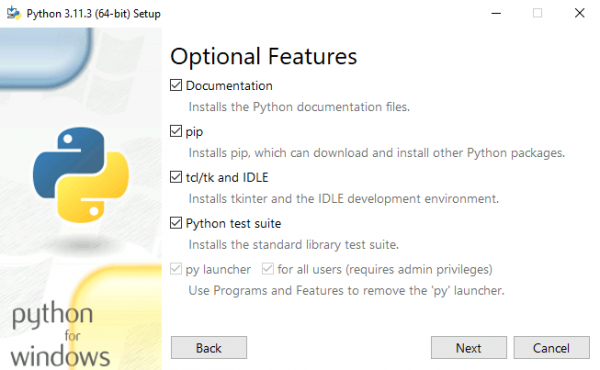 Python 3.11.3 (64-bit) Setup
Optional Features
Documentation
Installs the Python documentation files.
pip
Installs pip, which can download and install other Python packages.
tcl/tk and IDLE
Installs tkinter and the IDLE development environment.
Python test suite
Installs the standard library test suite.
py launcher for all users (requires admin privileges)
Use Programs and Features to remove the 'py' launcher.
python
for
windows
Back Next Cancel